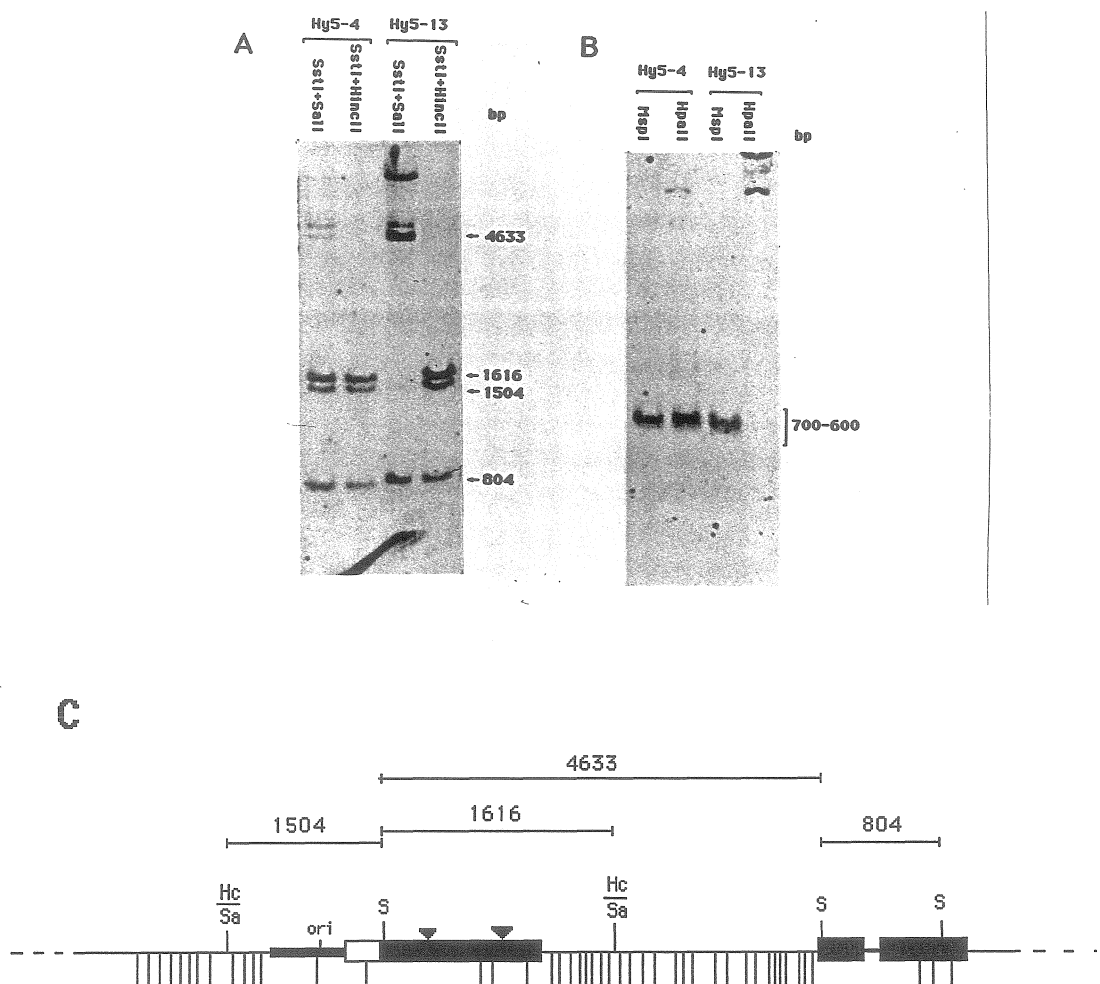 A
Hy5-4 Hy5-13
SstI+SalI
SstI+HincII
SstI+SalI
SstI+HincII
bp
4633
1616
1504
804
B
Hy5-4 Hy5-13
MspI
HpaII
MspI
HpaII
bp
700-600
C
4633
1504 1616 804
Hc
Sa
ori
S
Hc
Sa
S
S